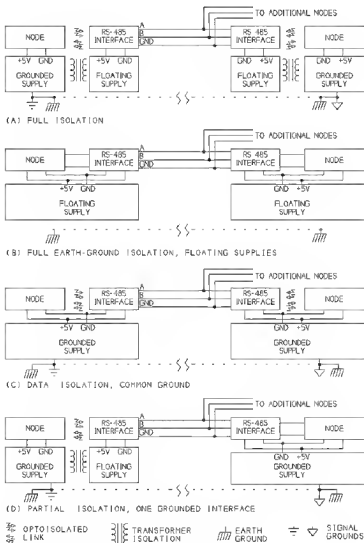 TO ADDITIONAL NODES
NODE RS-485 INTERFACE A B GND RS-485 INTERFACE NODE
+5V GND +5V GND GND +5V GND +5V
GROUNDED SUPPLY FLOATING SUPPLY FLOATING SUPPLY GROUNDED SUPPLY
(A) FULL ISOLATION
TO ADDITIONAL NODES
NODE RS-485 INTERFACE A B GND RS-485 INTERFACE NODE
+5V GND GND +5V
FLOATING SUPPLY FLOATING SUPPLY
(B) FULL EARTH-GROUND ISOLATION, FLOATING SUPPLIES
TO ADDITIONAL NODES
NODE RS-485 INTERFACE A B GND RS-485 INTERFACE NODE
+5V GND GND +5V
GROUNDED SUPPLY GROUNDED SUPPLY
(C) DATA ISOLATION, COMMON GROUND
TO ADDITIONAL NODES
NODE RS-485 INTERFACE A B GND RS-485 INTERFACE NODE
+5V GND +5V GND GND +5V
GROUNDED SUPPLY FLOATING SUPPLY GROUNDED SUPPLY
(D) PARTIAL ISOLATION, ONE GROUNDED INTERFACE
OPTOISOLATED LINK TRANSFORMER ISOLATION EARTH GROUND SIGNAL GROUNDS